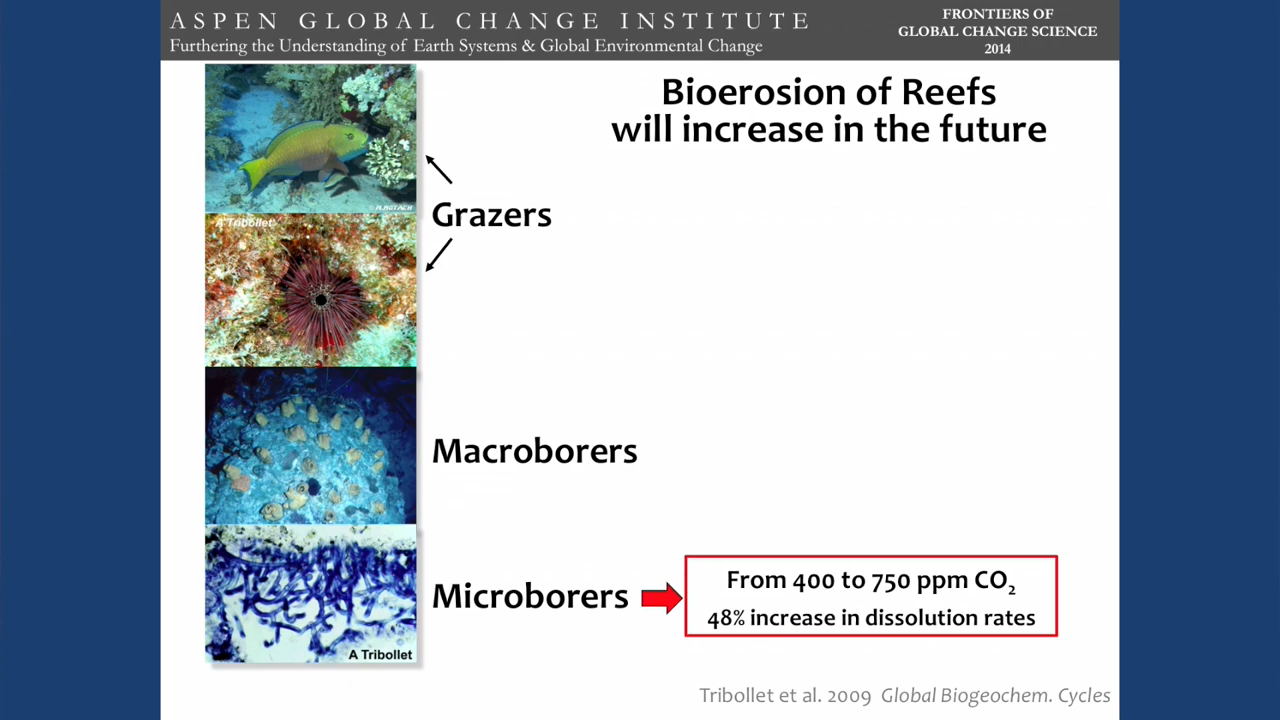 ASPEN GLOBAL CHANGE INSTITUTE
Furthering the Understanding of Earth Systems & Global Environmental Change
FRONTIERS OF
GLOBAL CHANGE SCIENCE
2014
Bioerosion of Reefs
will increase in the future
Grazers
A Tribollet
Macroborers
Microborers
From 400 to 750 ppm CO₂
48% increase in dissolution rates
A Tribollet
Tribollet et al. 2009 Global Biogeochem. Cycles